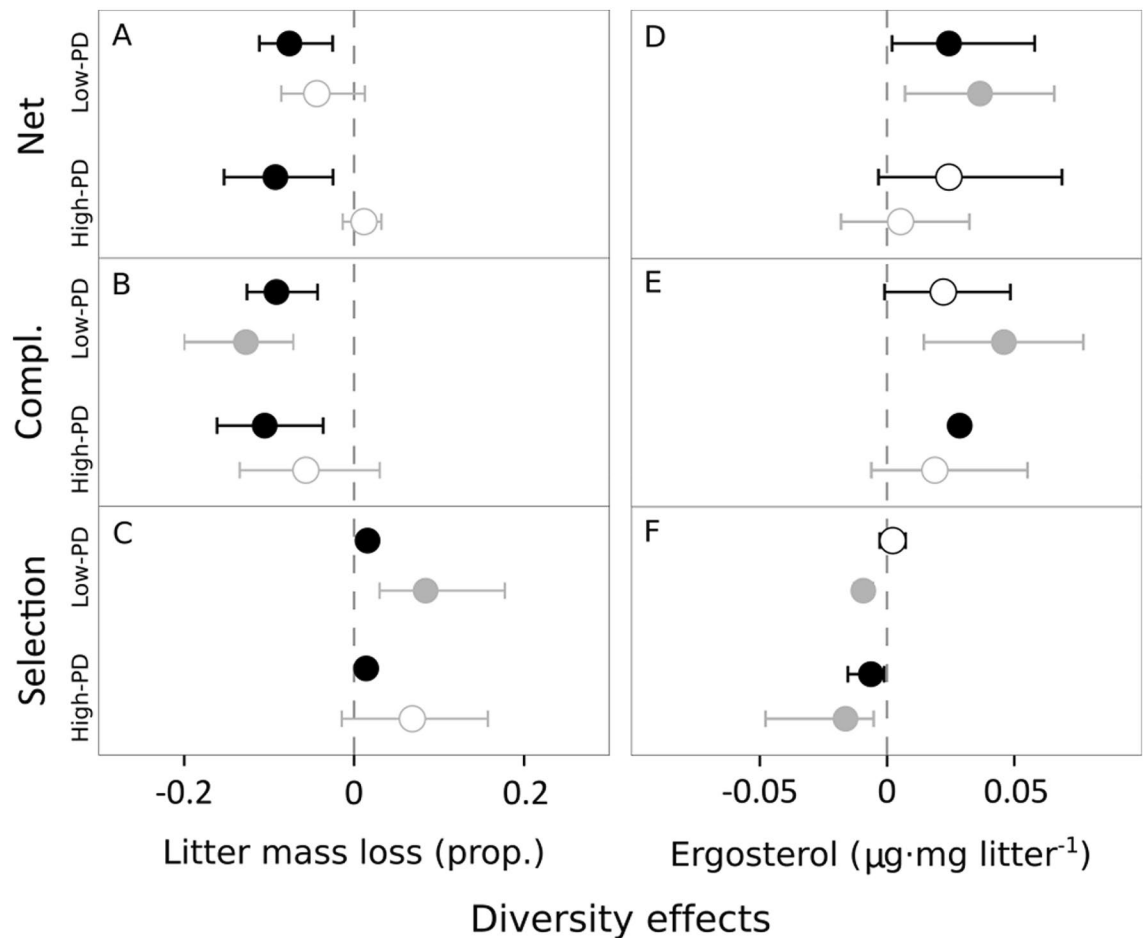 A
D
Net
Low-PD
High-PD
B
E
Compl.
Low-PD
High-PD
C
F
Selection
Low-PD
High-PD
-0.2 0 0.2 -0.05 0 0.05
Litter mass loss (prop.) Ergosterol (μg·mg litter⁻¹)
Diversity effects